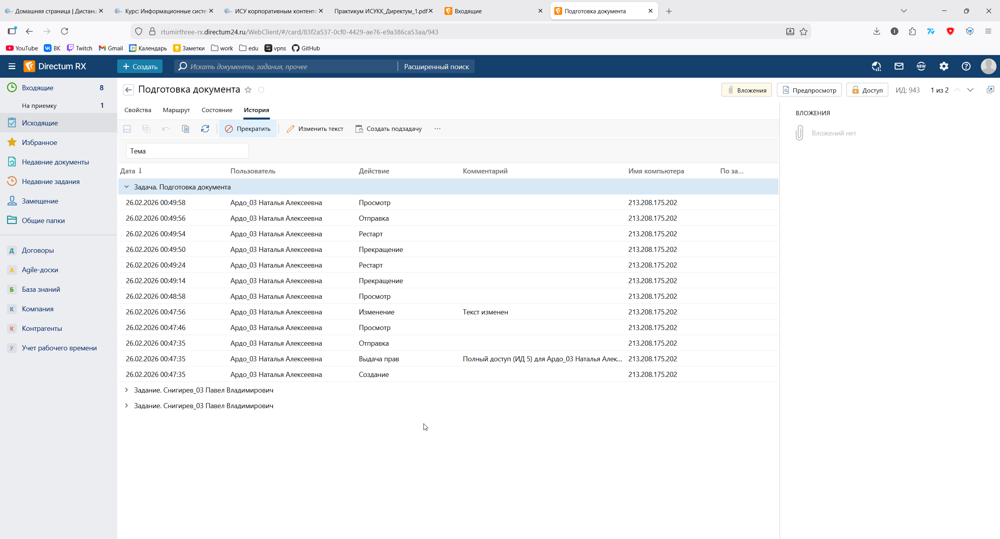 Домашняя страница | Дистанц
Курс: Информационные систе
ИСУ корпоративным контенто
Практикум ИСУКК_Директум_1.pdf
Входящие
Подготовка документа
rtumirthree-rx.directum24.ru/WebClient/#/card/83f2a537-0cf0-4429-ae76-e9a386ca53aa/943
YouTube
ВК
Twitch
Gmail
31 Календарь
Заметки
work
edu
vpns
GitHub
Directum RX
Создать
Искать документы, задания, прочее
Расширенный поиск
NEW
Входящие 8
На приемку 1
Исходящие
Избранное
Недавние документы
Недавние задания
Замещение
Общие папки
Д Договоры
A Agile-доски
Б База знаний
К Компания
К Контрагенты
У Учет рабочего времени
Подготовка документа
Вложения
Предпросмотр
Доступ
ИД: 943
1 из 2
Свойства Маршрут Состояние История
Прекратить Изменить текст Создать подзадачу ...
Тема
Дата Пользователь Действие Комментарий Имя компьютера По за...
Задача. Подготовка документа
26.02.2026 00:49:58 Ардо_03 Наталья Алексеевна Просмотр 213.208.175.202
26.02.2026 00:49:56 Ардо_03 Наталья Алексеевна Отправка 213.208.175.202
26.02.2026 00:49:54 Ардо_03 Наталья Алексеевна Рестарт 213.208.175.202
26.02.2026 00:49:50 Ардо_03 Наталья Алексеевна Прекращение 213.208.175.202
26.02.2026 00:49:24 Ардо_03 Наталья Алексеевна Рестарт 213.208.175.202
26.02.2026 00:49:14 Ардо_03 Наталья Алексеевна Прекращение 213.208.175.202
26.02.2026 00:48:58 Ардо_03 Наталья Алексеевна Просмотр 213.208.175.202
26.02.2026 00:47:56 Ардо_03 Наталья Алексеевна Изменение Текст изменен 213.208.175.202
26.02.2026 00:47:46 Ардо_03 Наталья Алексеевна Просмотр 213.208.175.202
26.02.2026 00:47:35 Ардо_03 Наталья Алексеевна Отправка 213.208.175.202
26.02.2026 00:47:35 Ардо_03 Наталья Алексеевна Выдача прав Полный доступ (ИД 5) для Ардо_03 Наталья Алек... 213.208.175.202
26.02.2026 00:47:35 Ардо_03 Наталья Алексеевна Создание 213.208.175.202
Задание. Снигирев_03 Павел Владимирович
Задание. Снигирев_03 Павел Владимирович
ВЛОЖЕНИЯ
Вложений нет